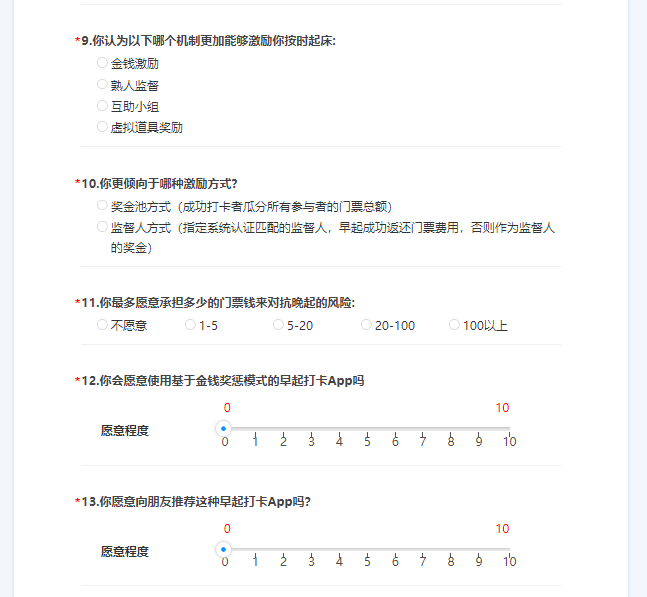 *9.你认为以下哪个机制更加能够激励你按时起床:
金钱激励
熟人监督
互助小组
虚拟道具奖励
*10.你更倾向于哪种激励方式?
奖金池方式（成功打卡者瓜分所有参与者的门票总额）
监督人方式（指定系统认证匹配的监督人，早起成功返还门票费用，否则作为监督人
的奖金）
*11.你最多愿意承担多少的门票钱来对抗晚起的风险:
不愿意 1-5 5-20 20-100 100以上
*12.你会愿意使用基于金钱奖惩模式的早起打卡App吗
0 10
愿意程度
0 1 2 3 4 5 6 7 8 9 10
*13.你愿意向朋友推荐这种早起打卡App吗?
0 10
愿意程度
0 1 2 3 4 5 6 7 8 9 10